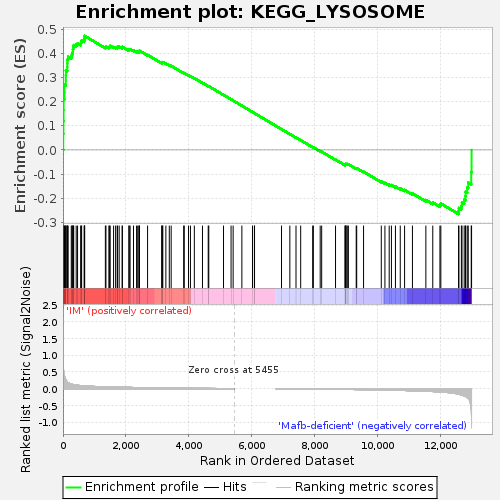 Enrichment plot: KEGG_LYSOSOME
Enrichment score (ES)
0.5
0.4
0.3
0.2
0.1
0.0
-0.1
-0.2
-0.3
'IM' (positively correlated)
Ranked list metric (Signal2Noise)
2.5
2.0
1.5
1.0
0.5
0.0
-0.5
-1.0
Zero cross at 5455
'Mafb-deficient' (negatively correlated)
0
2,000
4,000
6,000
8,000
10,000
12,000
Rank in Ordered Dataset
Enrichment profile
Hits
Ranking metric scores